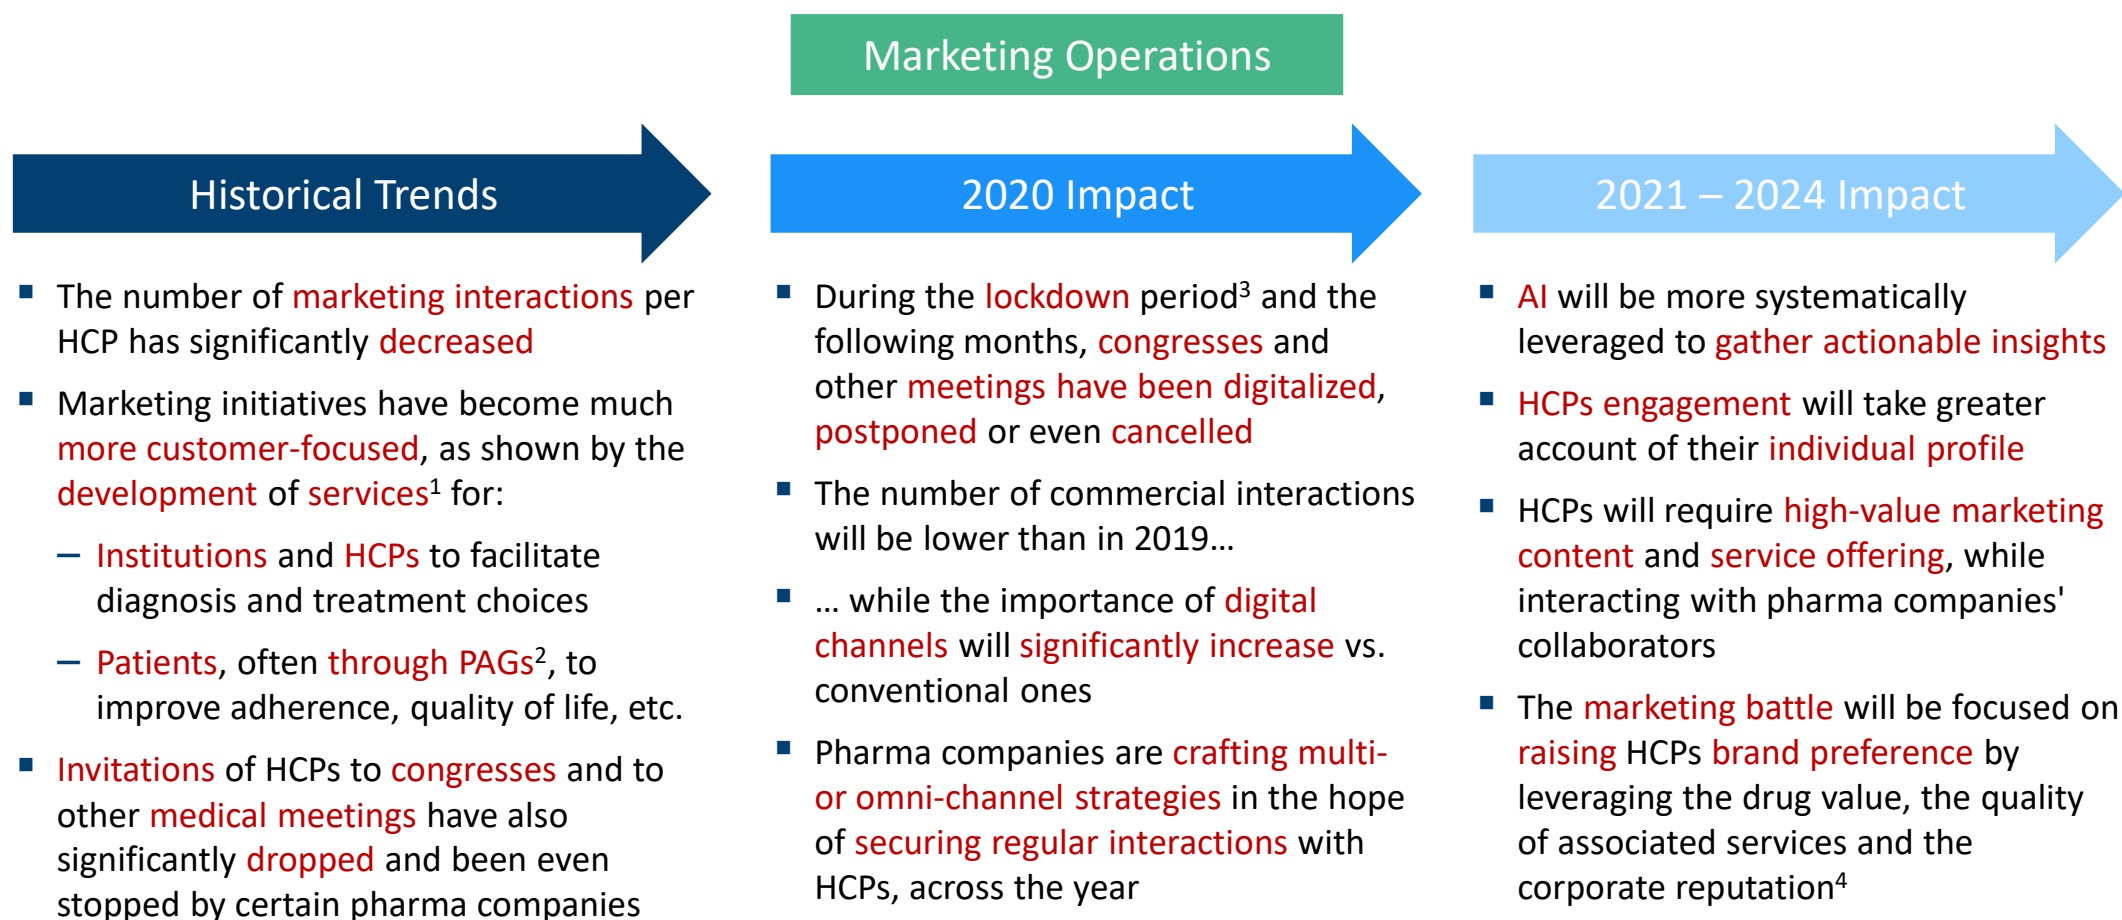 Marketing Operations
Historical Trends
▪ The number of marketing interactions per
HCP has significantly decreased
▪ Marketing initiatives have become much
more customer-focused, as shown by the
development of services¹ for:
– Institutions and HCPs to facilitate
diagnosis and treatment choices
– Patients, often through PAGs², to
improve adherence, quality of life, etc.
▪ Invitations of HCPs to congresses and to
other medical meetings have also
significantly dropped and been even
stopped by certain pharma companies
2020 Impact
▪ During the lockdown period³ and the
following months, congresses and
other meetings have been digitalized,
postponed or even cancelled
▪ The number of commercial interactions
will be lower than in 2019…
▪ … while the importance of digital
channels will significantly increase vs.
conventional ones
▪ Pharma companies are crafting multi-
or omni-channel strategies in the hope
of securing regular interactions with
HCPs, across the year
2021 – 2024 Impact
▪ AI will be more systematically
leveraged to gather actionable insights
▪ HCPs engagement will take greater
account of their individual profile
▪ HCPs will require high-value marketing
content and service offering, while
interacting with pharma companies'
collaborators
▪ The marketing battle will be focused on
raising HCPs brand preference by
leveraging the drug value, the quality
of associated services and the
corporate reputation⁴